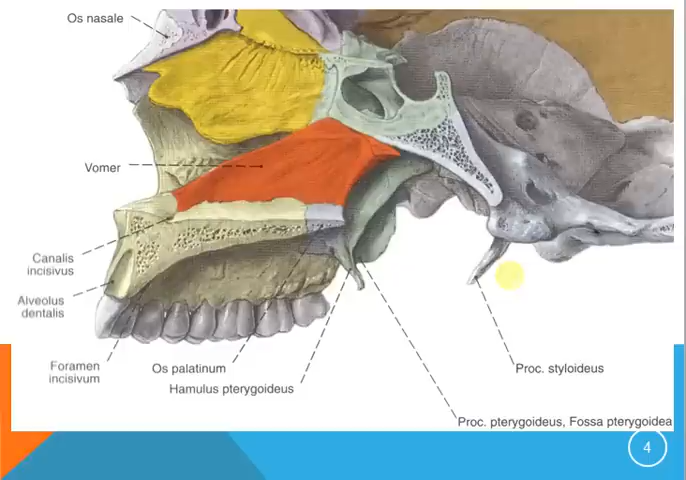 Os nasale
Vomer
Canalis
incisivus
Alveolus
dentalis
Foramen
incisivum
Os palatinum
Hamulus pterygoideus
Proc. styloideus
Proc. pterygoideus, Fossa pterygoidea
4